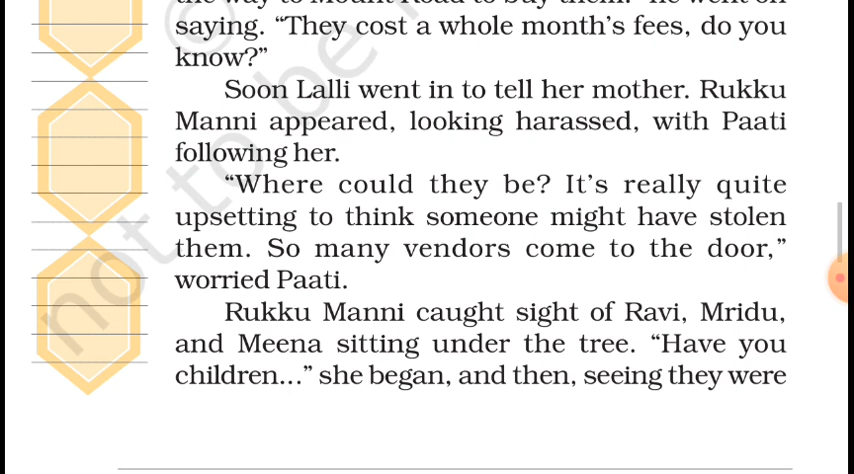 saying. “They cost a whole month’s fees, do you
know?”
Soon Lalli went in to tell her mother. Rukku
Manni appeared, looking harassed, with Paati
following her.
“Where could they be? It’s really quite
upsetting to think someone might have stolen
them. So many vendors come to the door,”
worried Paati.
Rukku Manni caught sight of Ravi, Mridu,
and Meena sitting under the tree. “Have you
children...” she began, and then, seeing they were
not to be